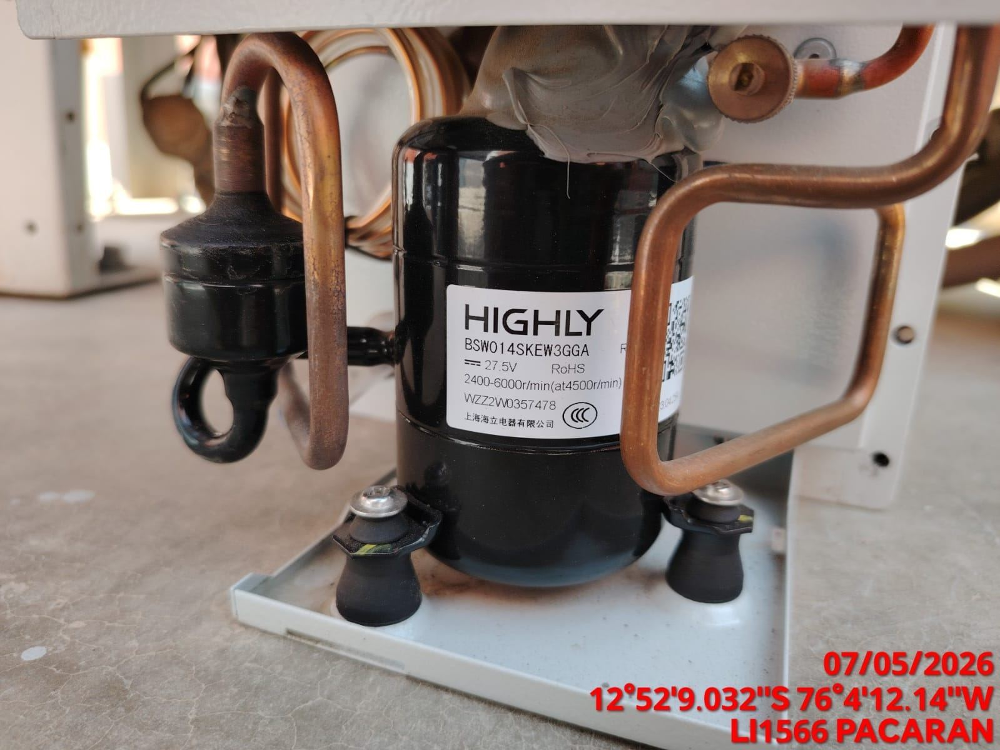 HIGHLY
BSW014SKEW3GGA R
⎓ 27.5V RoHS
2400-6000r/min(at4500r/min)
WZZ2W0357478
上海海立电器有限公司
07/05/2026
12°52'9.032"S 76°4'12.14"W
LI1566 PACARAN